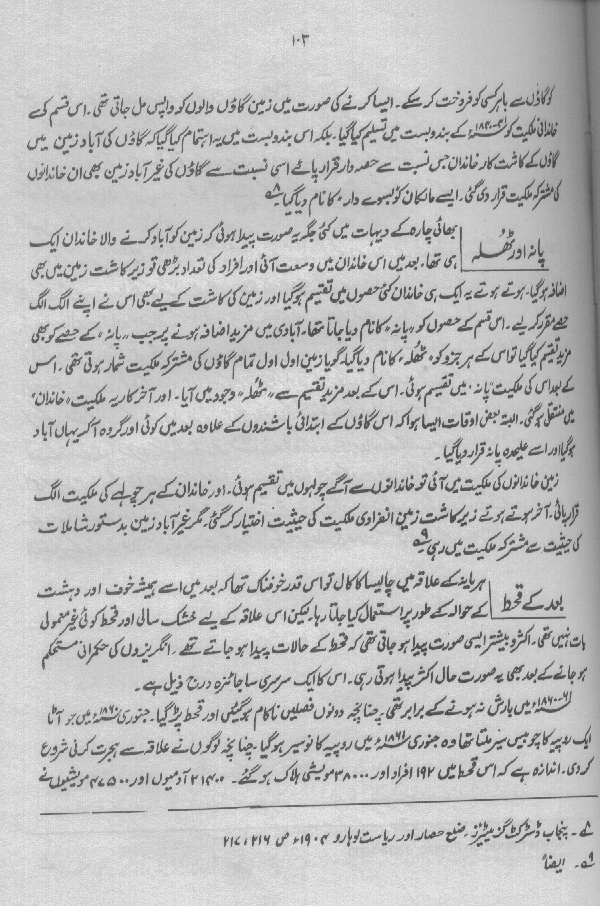 ۱۰۳
کو گاؤں سے باہر کسی کو فروخت کر سکے۔ ایسا کرنے کی صورت میں زمین گاؤں والوں کو واپس مل جاتی تھی۔ اس قسم کی
خاندانی ملکیت کو ۴۱-۱۸۴۰ء کے بندوبست میں تسلیم کیا گیا۔ بلکہ اس بندوبست میں یہ اہتمام کیا گیا کہ گاؤں کی آباد زمین میں
گاؤں کے کاشت کار خاندان جس نسبت سے حصہ دار قرار پائے اسی نسبت سے گاؤں کی غیر آباد زمین بھی ان خاندانوں
کی مشترکہ ملکیت قرار دی گئی۔ ایسے مالکان کو "بسوے دار" کا نام دیا گیا۔ ۸
پانہ اور ٹھُلہ
بھائی چارہ کے دیہات میں کئی جگہ یہ صورت پیدا ہوئی کہ زمین کو آباد کرنے والا خاندان ایک
ہی تھا۔ بعد میں اس خاندان میں وسعت آئی اور افراد کی تعداد بڑھی تو زیر کاشت زمین میں بھی
اضافہ ہو گیا۔ ہوتے ہوتے یہ ایک ہی خاندان کئی حصوں میں تقسیم ہو گیا اور زمین کی کاشت کے لیے بھی اس نے اپنے الگ الگ
حصے مقرر کر لیے۔ اس قسم کے حصوں کو "پانہ" کا نام دیا جاتا تھا۔ آبادی میں مزید اضافہ ہونے پر جب "پانہ" کے حصے کو بھی
مزید تقسیم کیا گیا تو اس کے ہر جزو کو "ٹھُلہ" کا نام دیا گیا۔ گویا زمین اول اول تمام گاؤں کی مشترکہ ملکیت شمار ہوتی تھی۔ اس
کے بعد اس کی ملکیت "پانہ" میں تقسیم ہوئی۔ اس کے بعد مزید تقسیم سے "ٹھُلہ" وجود میں آیا۔ اور آخر کار یہ ملکیت "خاندان"
میں منتقل ہو گئی۔ البتہ بعض اوقات ایسا ہوا کہ اس گاؤں کے ابتدائی باشندوں کے علاوہ بعد میں کوئی اور گروہ آ کر یہاں آباد
ہو گیا اور اسے علیحدہ پانہ قرار دیا گیا۔
زمین خاندانوں کی ملکیت میں آئی تو خاندانوں سے آگے چولہوں میں تقسیم ہوئی۔ اور خاندان کے ہر چولہے کی ملکیت الگ
قرار پائی، آخر ہوتے ہوتے زیر کاشت زمین انفرادی ملکیت کی حیثیت اختیار کر گئی۔ مگر غیر آباد زمین بدستور شاملات
کی حیثیت سے مشترکہ ملکیت میں رہی۔ ۹
بعد کے قحط
ہریانہ کے علاقہ میں چالیسا کا کال تو اس قدر خوفناک تھا کہ بعد میں اسے ہمیشہ خوف اور دہشت
کے حوالہ کے طور پر استعمال کیا جاتا رہا۔ لیکن اس علاقہ کے لیے خشک سالی اور قحط کوئی غیر معمولی
بات نہیں تھی۔ اکثر و بیشتر ایسی صورت پیدا ہو جاتی تھی کہ قحط کے حالات پیدا ہو جاتے تھے۔ انگریزوں کی حکمرانی مستحکم
ہو جانے کے بعد بھی یہ صورت حال اکثر پیدا ہوتی رہی۔ اس کا ایک سرسری سا جائزہ درج ذیل ہے۔
۶۱-۱۸۶۰ء میں بارش نہ ہونے کے برابر تھی۔ چنانچہ دونوں فصلیں ناکام ہو گئیں اور قحط پڑ گیا۔ جنوری ۱۸۶۰ء میں جو آٹا
ایک روپیہ کا چوبیس سیر ملتا تھا وہ جنوری ۱۸۶۱ء میں روپیہ کا نو سیر ہو گیا۔ چنانچہ لوگوں نے علاقہ سے ہجرت کرنی شروع
کر دی۔ اندازہ ہے کہ اس قحط میں ۱۹۲ افراد اور ۳۸۰۰۰ مویشی ہلاک ہو گئے۔ ۲۱۴۰۰ آدمیوں اور ۴۷۵۰۰ مویشیوں نے
۸۔ پنجاب ڈسٹرکٹ گزیٹیرز۔ ضلع حصار اور ریاست لوہارو ۱۹۰۴ء ص ۲۱۶، ۲۱۷
۹۔ ایضاً